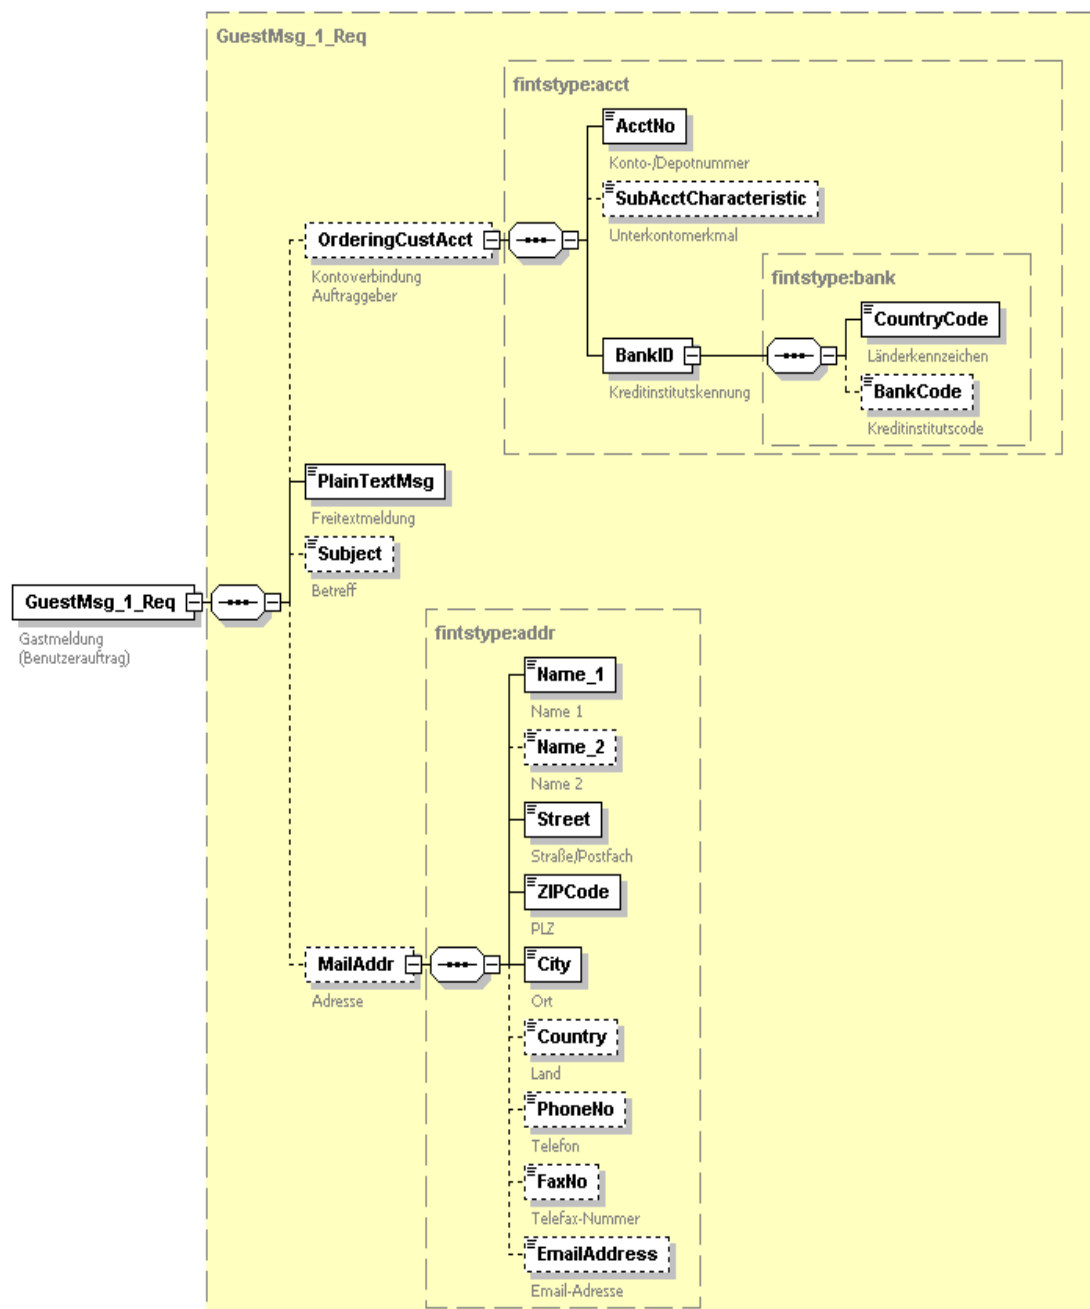 GuestMsg_1_Req
fintstype:acct
AcctNo
Konto-/Depotnummer
SubAcctCharacteristic
Unterkontomerkmal
OrderingCustAcct
Kontoverbindung
Auftraggeber
fintstype:bank
CountryCode
Länderkennzeichen
BankID
Kreditinstitutskennung
BankCode
Kreditinstitutscode
PlainTextMsg
Freitextmeldung
Subject
Betreff
GuestMsg_1_Req
Gastmeldung
(Benutzerauftrag)
fintstype:addr
Name_1
Name 1
Name_2
Name 2
Street
Straße/Postfach
ZIPCode
PLZ
MailAddr
Adresse
City
Ort
Country
Land
PhoneNo
Telefon
FaxNo
Telefax-Nummer
EmailAddress
Email-Adresse